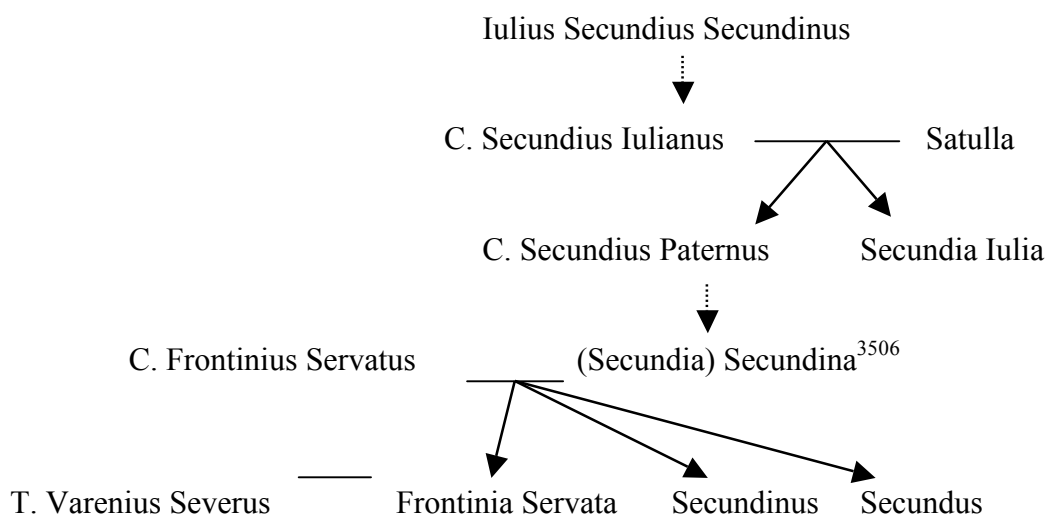 Iulius Secundius Secundinus
C. Secundius Iulianus Satulla
C. Secundius Paternus Secundia Iulia
C. Frontinius Servatus (Secundia) Secundina3506
T. Varenius Severus Frontinia Servata Secundinus Secundus